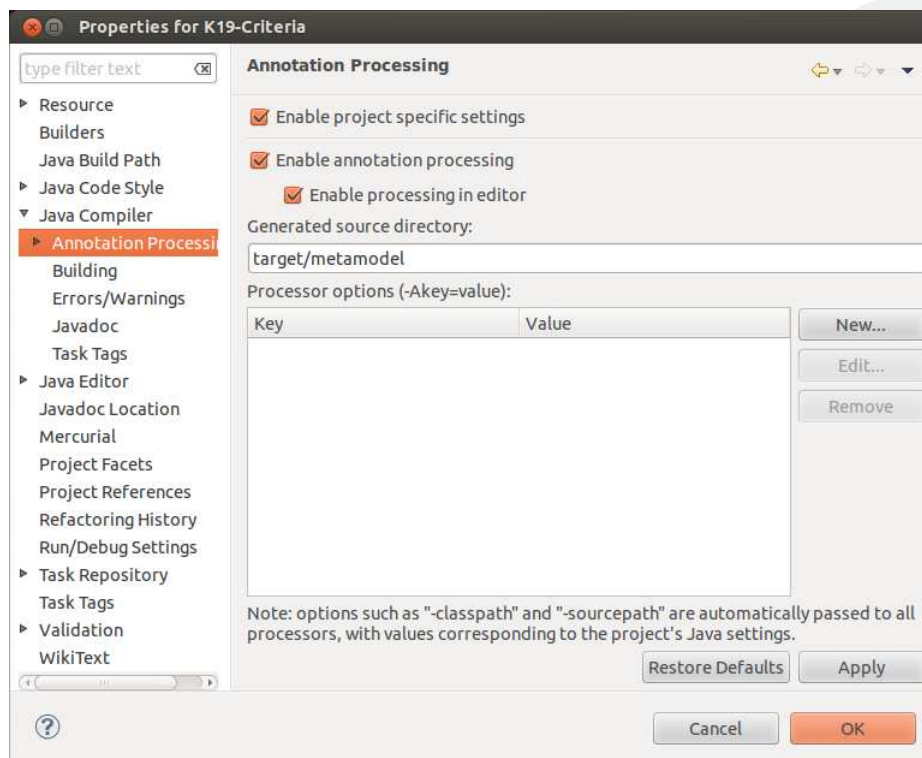 Properties for K19-Criteria
type filter text
Resource
Builders
Java Build Path
Java Code Style
Java Compiler
Annotation Processi
Building
Errors/Warnings
Javadoc
Task Tags
Java Editor
Javadoc Location
Mercurial
Project Facets
Project References
Refactoring History
Run/Debug Settings
Task Repository
Task Tags
Validation
WikiText
Annotation Processing
Enable project specific settings
Enable annotation processing
Enable processing in editor
Generated source directory:
target/metamodel
Processor options (-Akey=value):
Key Value
New...
Edit...
Remove
Note: options such as "-classpath" and "-sourcepath" are automatically passed to all
processors, with values corresponding to the project's Java settings.
Restore Defaults Apply
? Cancel OK